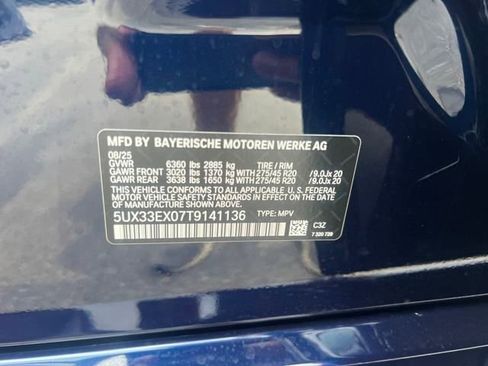 MFD BY BAYERISCHE MOTOREN WERKE AG
08/25
GVWR 6360 lbs 2885 kg TIRE / RIM
GAWR FRONT 3020 lbs 1370 kg WITH 275/45 R20 /9.0Jx 20
GAWR REAR 3638 lbs 1650 kg WITH 275/45 R20 /9.0Jx 20
THIS VEHICLE CONFORMS TO ALL APPLICABLE U.S. FEDERAL
MOTOR VEHICLE SAFETY STANDARDS IN EFFECT ON THE DATE
OF MANUFACTURE SHOWN ABOVE.
5UX33EX07T9141136 TYPE: MPV
C3Z
7 320 729